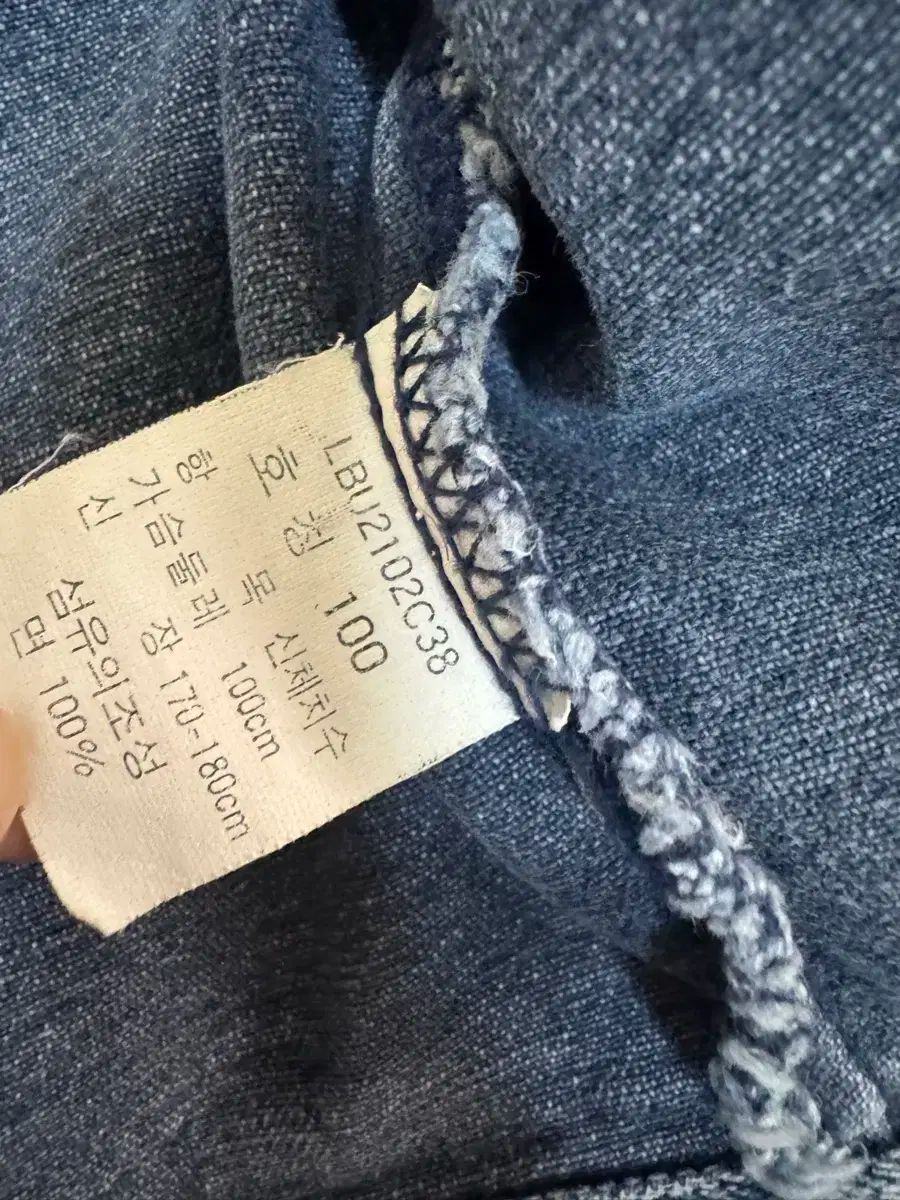 LBU2102C38
호칭 100
항목 신체치수
가슴둘레 100cm
신장 170-180cm
섬유의조성
면 100%